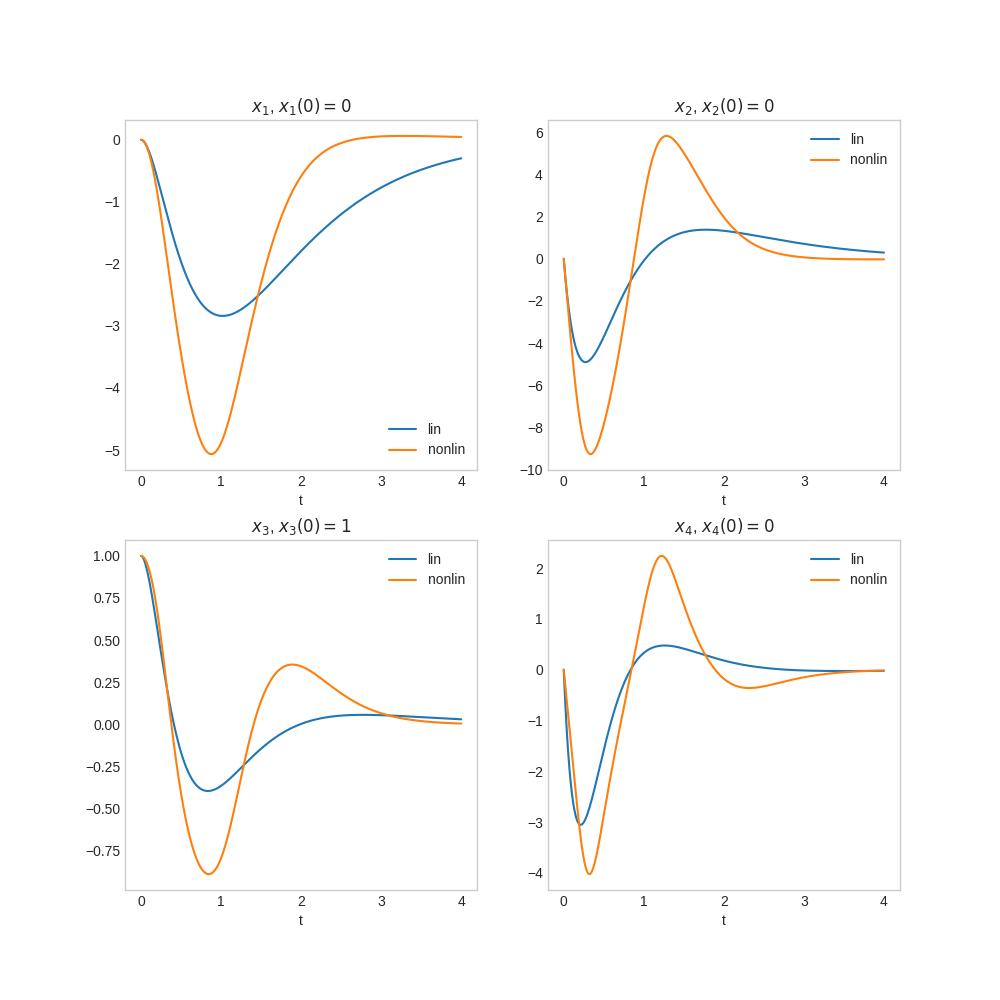 x₁, x₁(0) = 0
0
−1
−2
−3
−4
−5
lin
nonlin
0 1 2 3 4
t
x₂, x₂(0) = 0
6
4
2
0
−2
−4
−6
−8
−10
lin
nonlin
0 1 2 3 4
t
x₃, x₃(0) = 1
1.00
0.75
0.50
0.25
0.00
−0.25
−0.50
−0.75
lin
nonlin
0 1 2 3 4
t
x₄, x₄(0) = 0
2
1
0
−1
−2
−3
−4
lin
nonlin
0 1 2 3 4
t